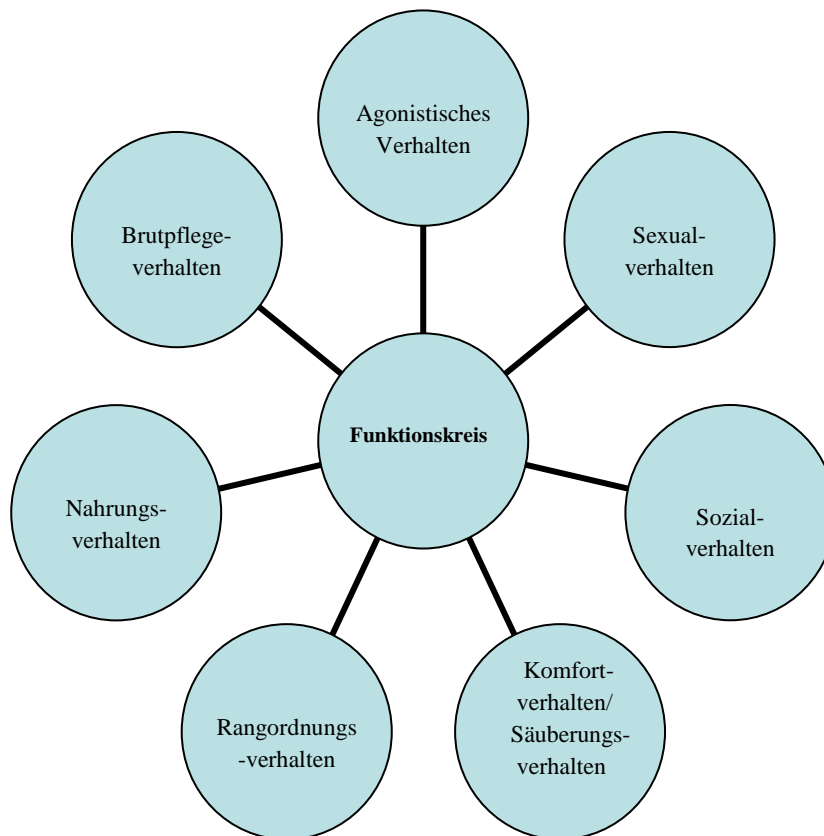 Agonistisches
Verhalten
Brutpflege-
verhalten
Sexual-
verhalten
Funktionskreis
Nahrungs-
verhalten
Sozial-
verhalten
Rangordnungs
-verhalten
Komfort-
verhalten/
Säuberungs-
verhalten